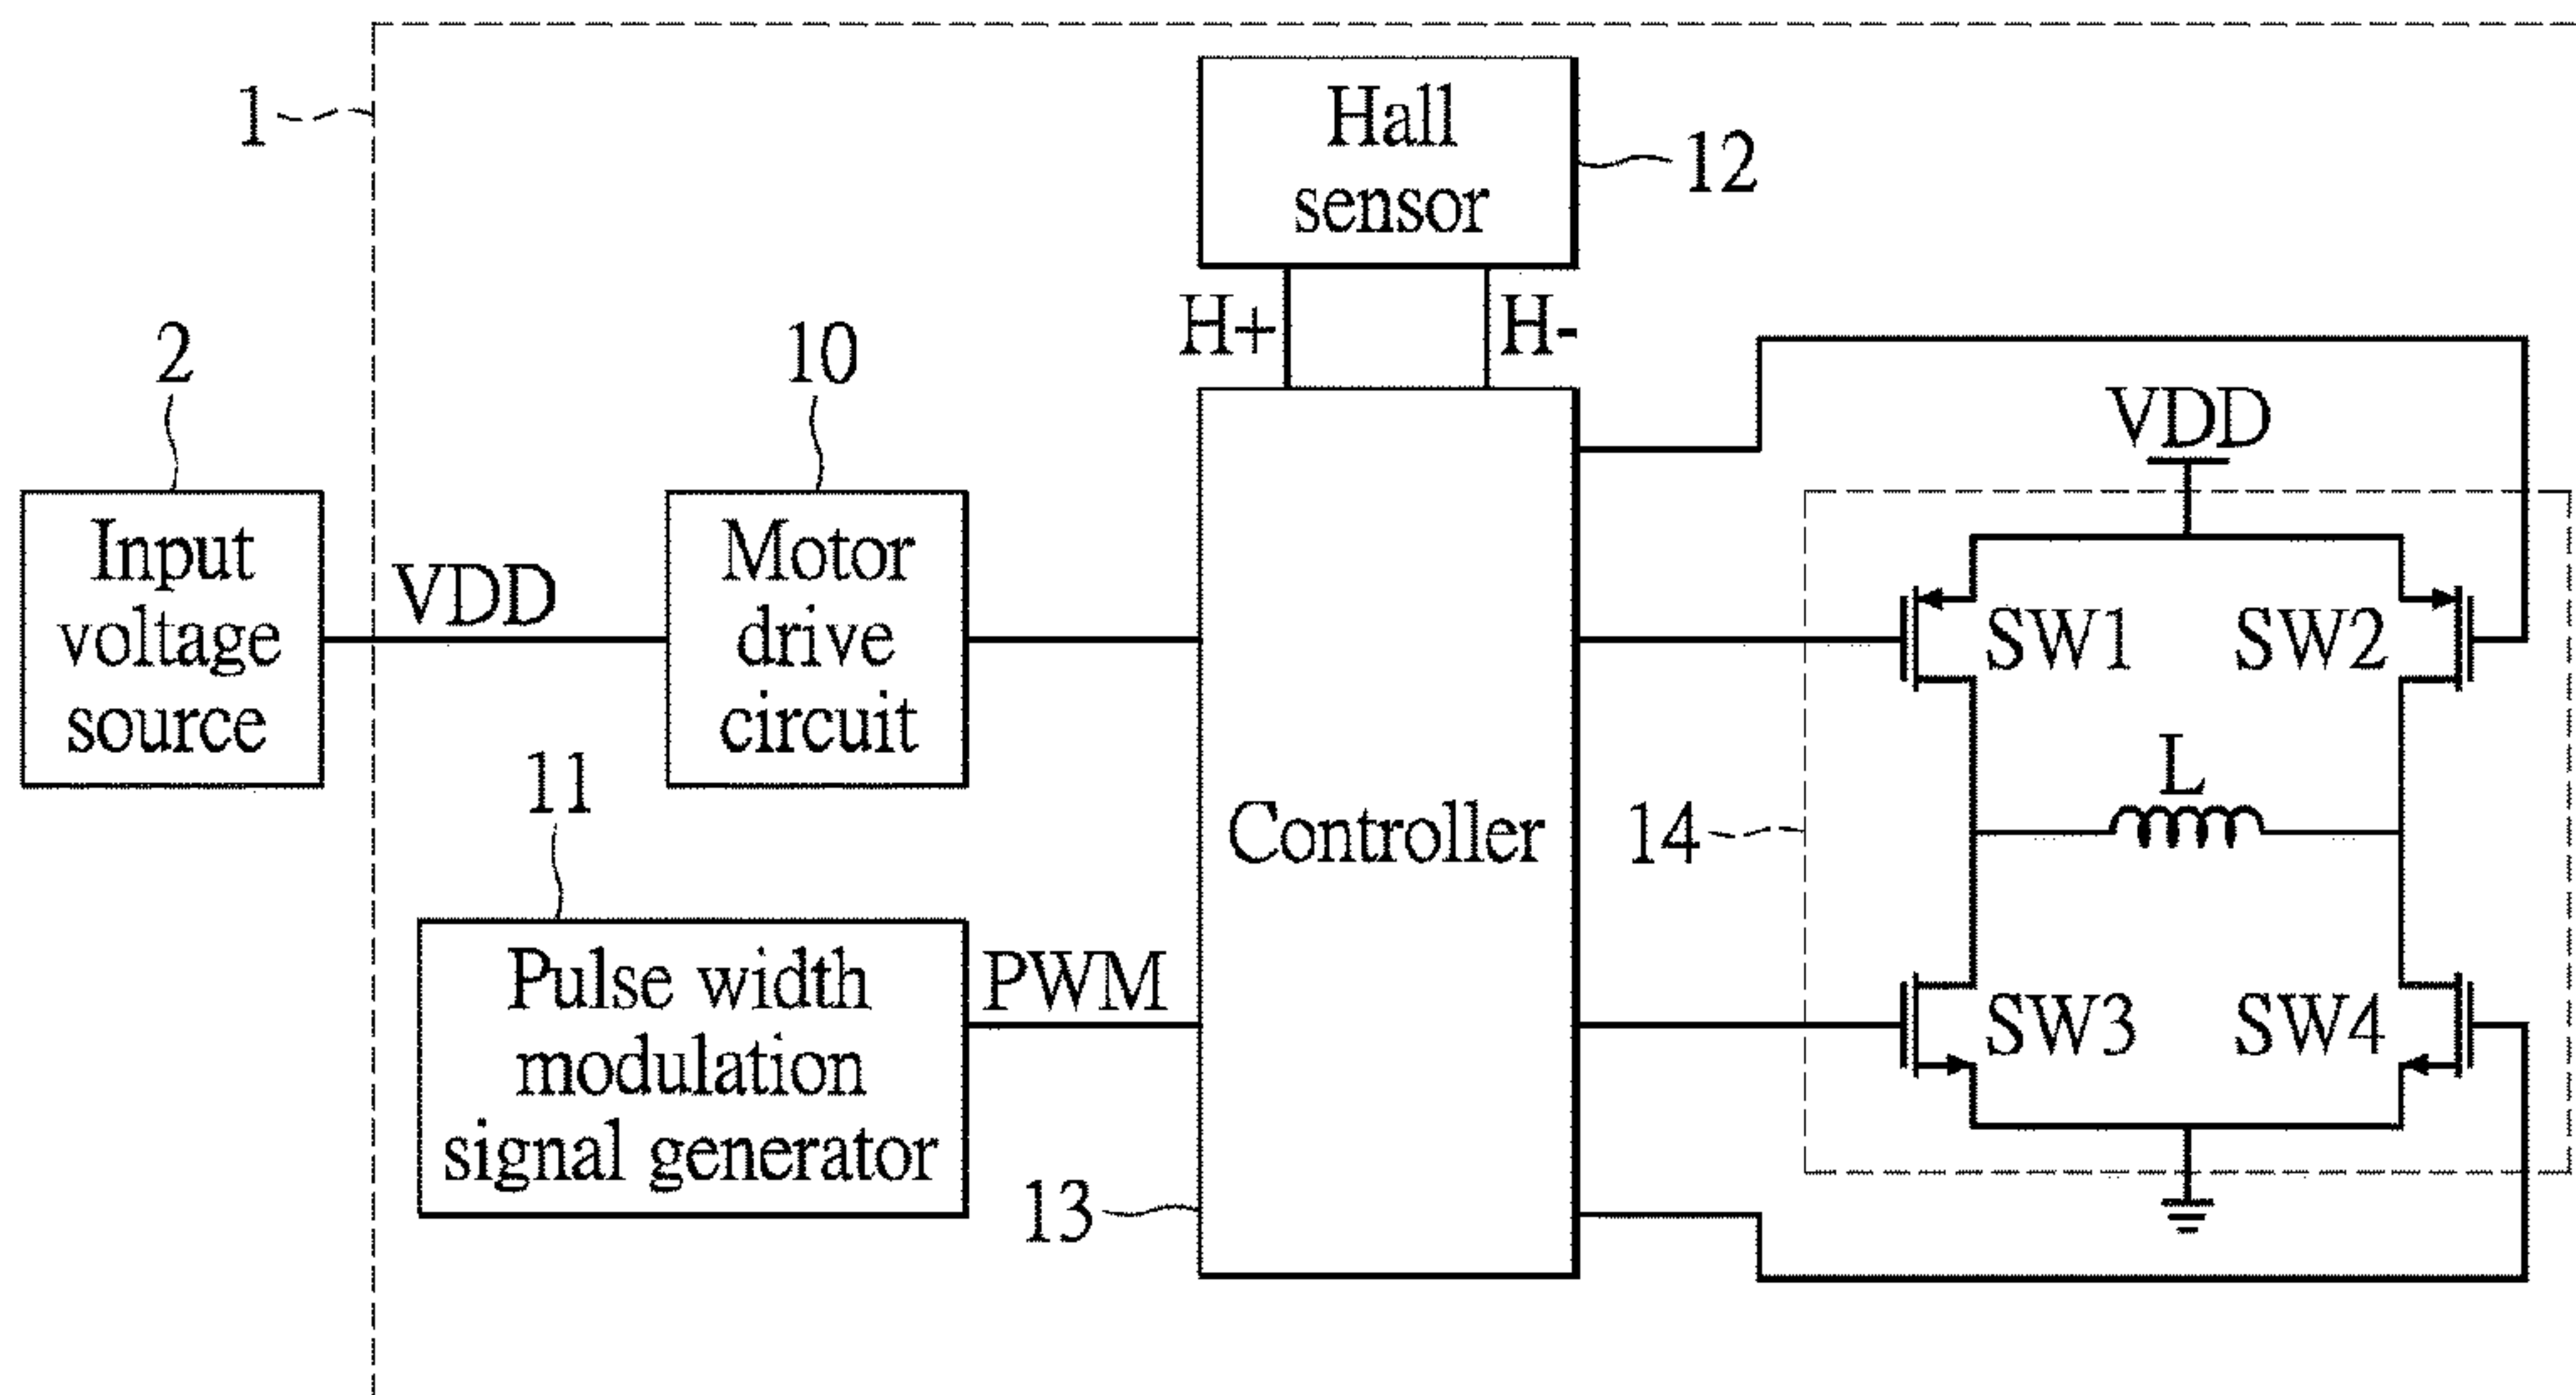 1
Hall
sensor
12
H+
H-
2
10
VDD
Input
voltage
source
VDD
Motor
drive
circuit
SW1
SW2
11
L
Controller
14
Pulse width
modulation
signal generator
PWM
SW3
SW4
13